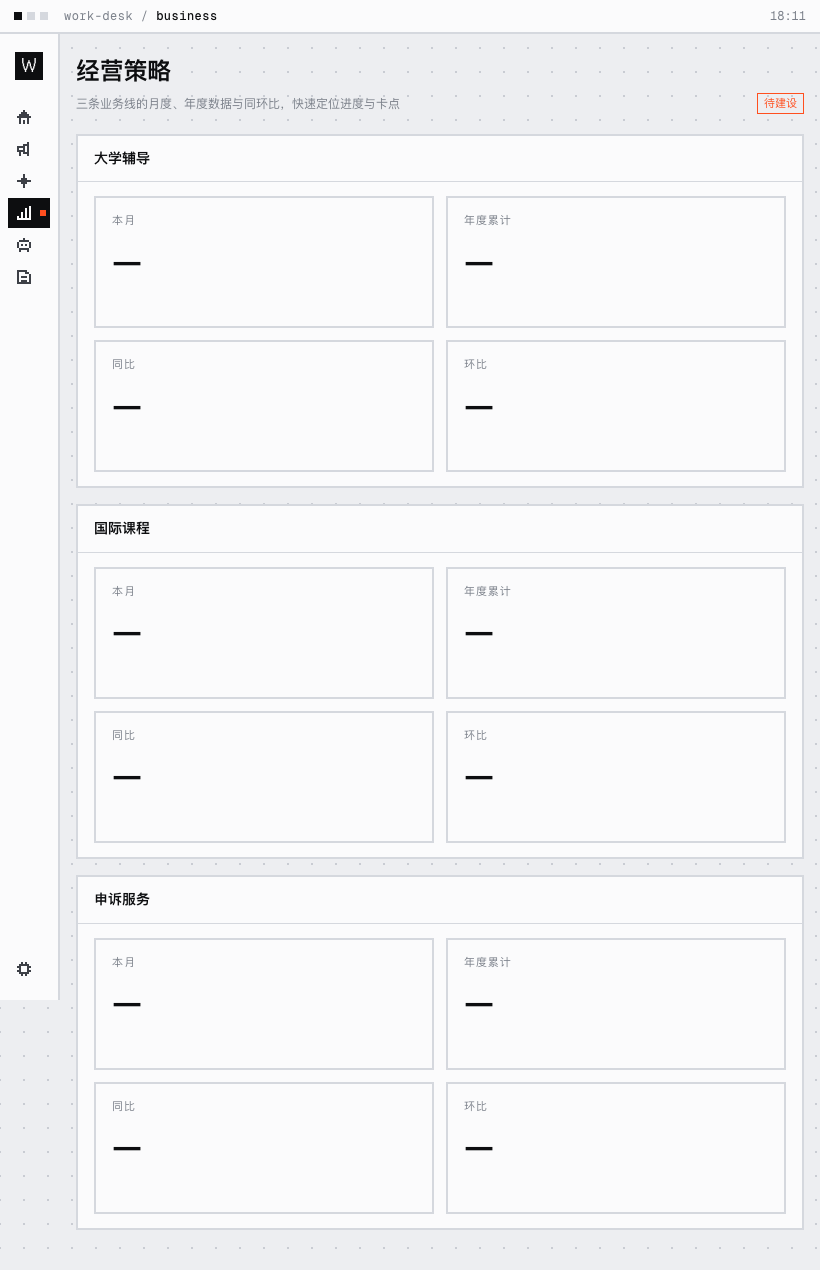 work-desk / business
18:11
W
经营策略
三条业务线的月度、年度数据与同环比，快速定位进度与卡点
待建设
大学辅导
本月
年度累计
—
—
同比
环比
—
—
国际课程
本月
年度累计
—
—
同比
环比
—
—
申诉服务
本月
年度累计
—
—
同比
环比
—
—